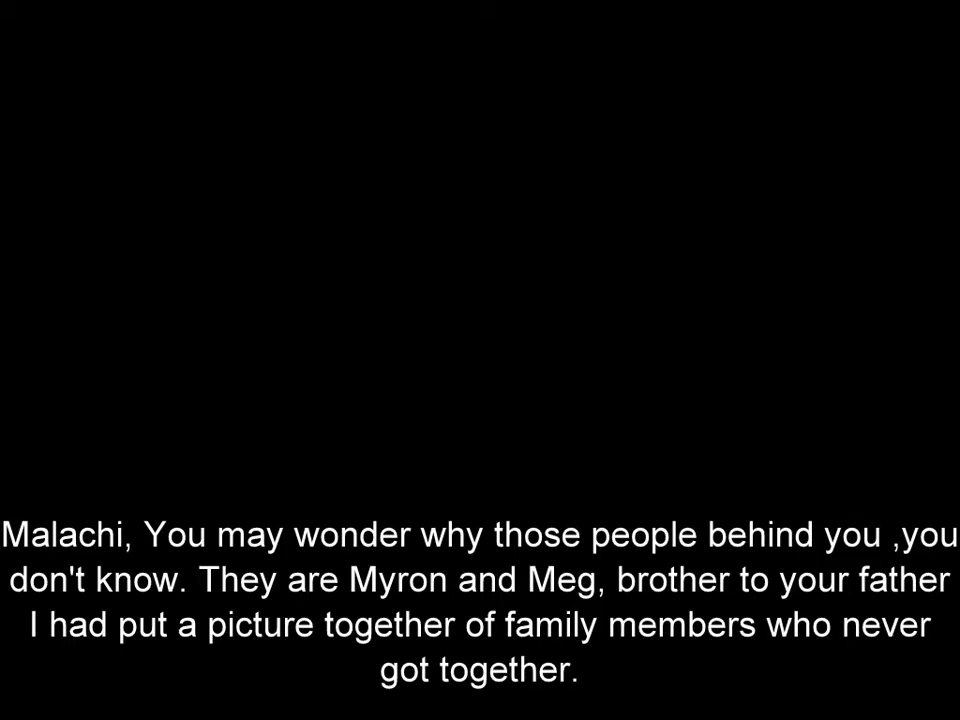 Malachi, You may wonder why those people behind you ,you
don't know. They are Myron and Meg, brother to your father
I had put a picture together of family members who never
got together.